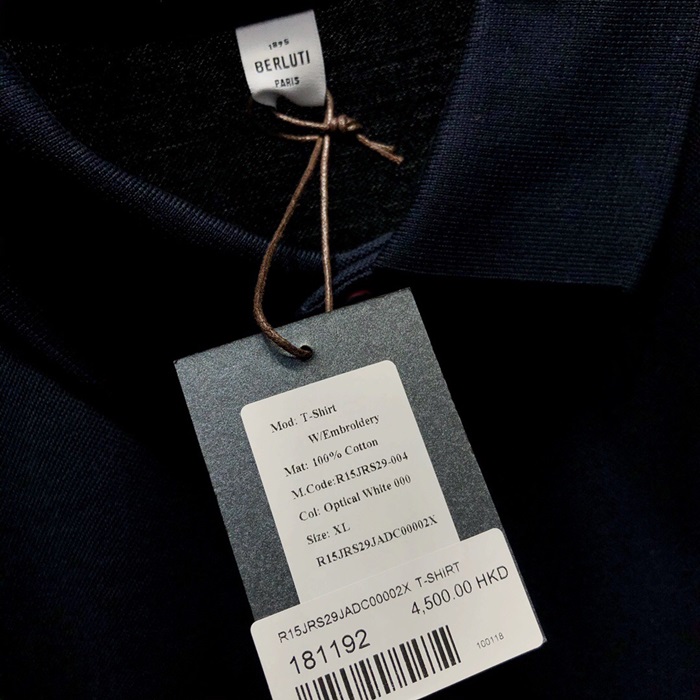 1895
BERLUTI
PARIS
Mod: T-Shirt
W/Embroldery
Mat: 100% Cotton
M.Code:R15JRS29-004
Col: Optical White 000
Size: XL
R15JRS29JADC00002X
R15JRS29JADC00002X T-SHIRT
4,500.00 HKD
181192
100118